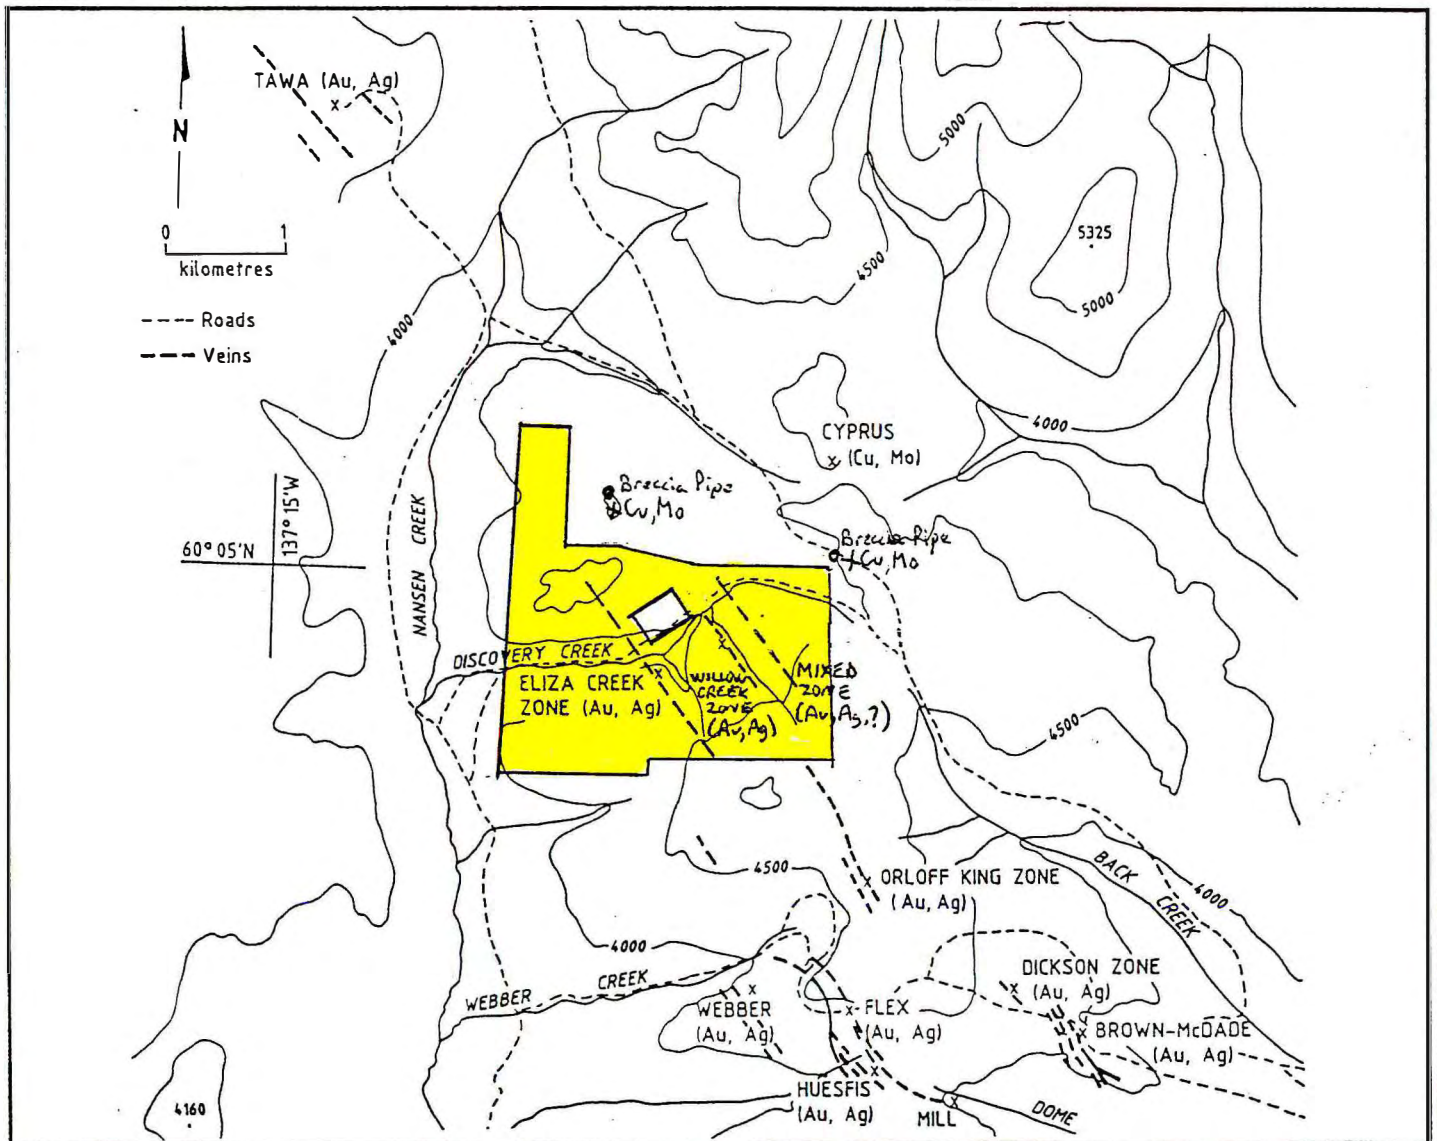 TAWA (Au, Ag)
x
N
0 1
kilometres
Roads
Veins
5000
5325
4500
5000
4000
4000
CYPRUS
x (Cu, Mo)
Breccia Pipe
Cu, Mo
137° 15'W
60° 05'N
Breccia Pipe
Cu, Mo
NANSEN CREEK
DISCOVERY CREEK
ELIZA CREEK
ZONE (Au, Ag)
x
WILLOW
CREEK
ZONE
(Au, Ag)
x
MIXED
ZONE
(Au, Ag, ?)
4500
4500
x ORLOFF KING ZONE
(Au, Ag)
BACK
CREEK
4000
4000
WEBBER CREEK
x
WEBBER
(Au, Ag)
x FLEX
(Au, Ag)
DICKSON ZONE
x (Au, Ag)
x BROWN-McDADE
(Au, Ag)
x
HUESFIS
(Au, Ag)
x
MILL
DOME
4160